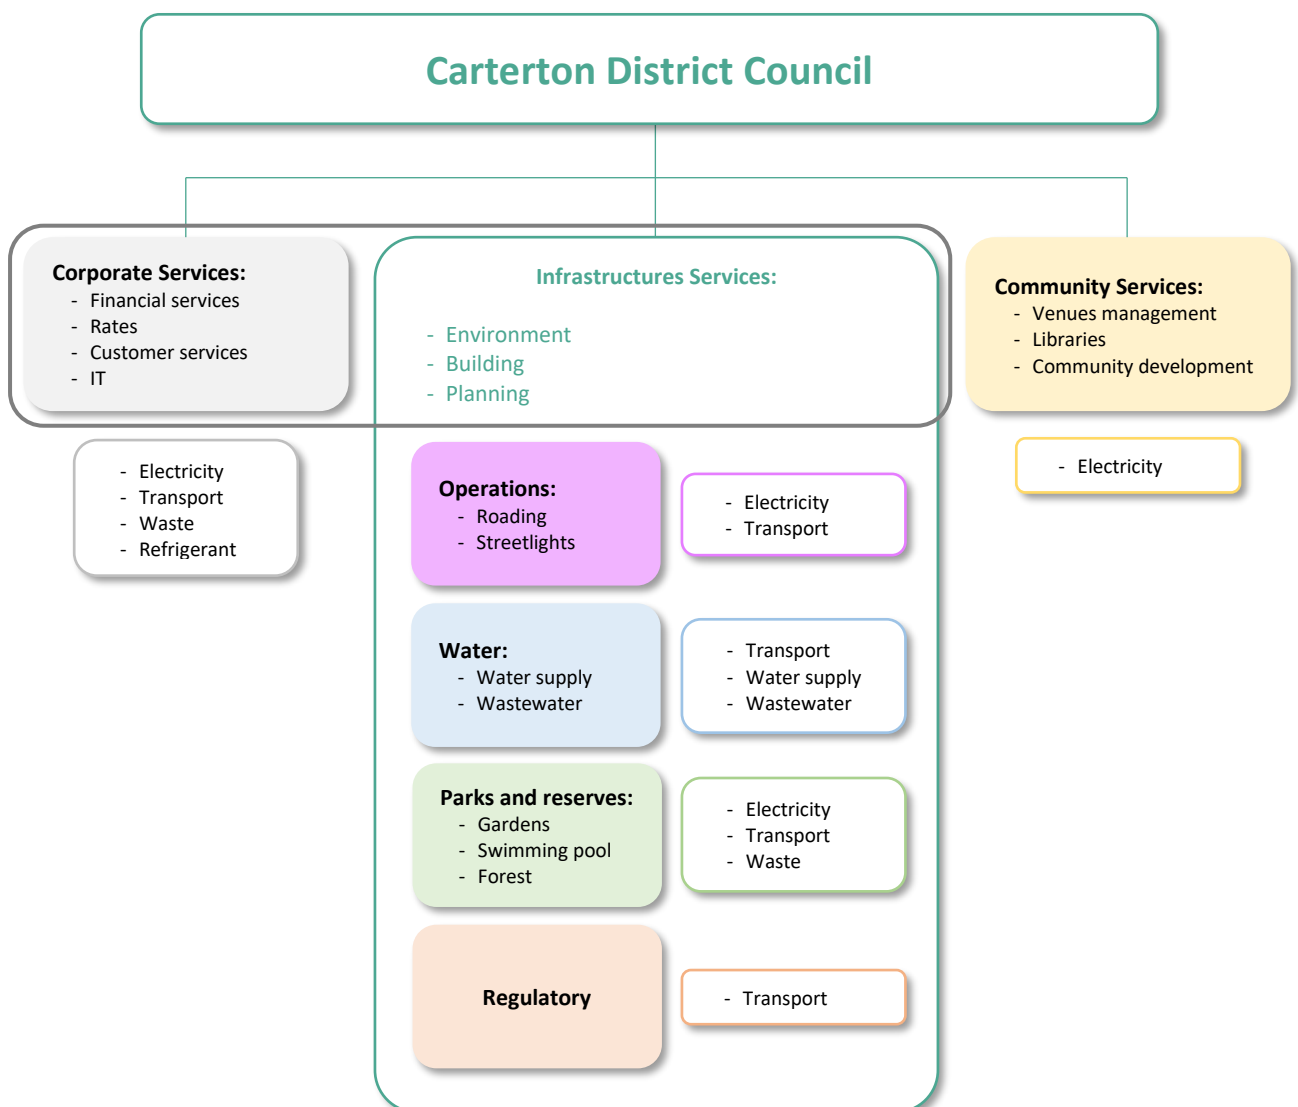 Carterton District Council
Corporate Services:
- Financial services
- Rates
- Customer services
- IT
- Electricity
- Transport
- Waste
- Refrigerant
Infrastructures Services:
- Environment
- Building
- Planning
Operations:
- Roading
- Streetlights
- Electricity
- Transport
Water:
- Water supply
- Wastewater
- Transport
- Water supply
- Wastewater
Parks and reserves:
- Gardens
- Swimming pool
- Forest
- Electricity
- Transport
- Waste
Regulatory
- Transport
Community Services:
- Venues management
- Libraries
- Community development
- Electricity